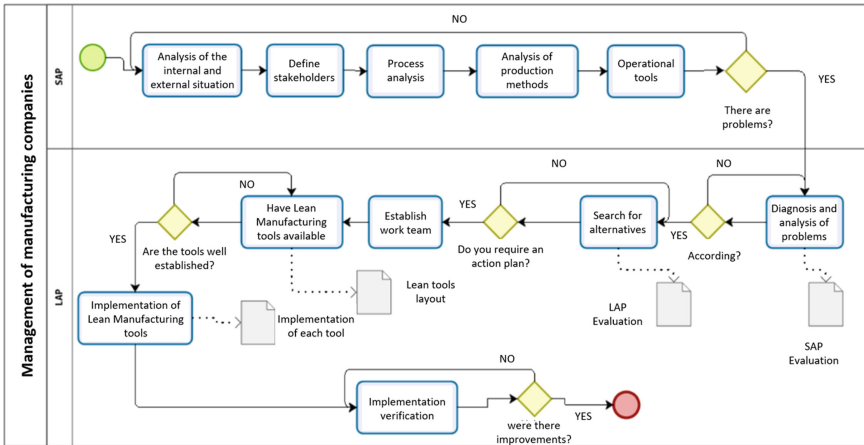 Management of manufacturing companies
SAP
NO
Analysis of the
internal and
external situation
Define
stakeholders
Process
analysis
Analysis of
production
methods
Operational
tools
There are
problems?
YES
LAP
NO
Have Lean
Manufacturing
tools available
YES
Are the tools well
established?
Establish
work team
YES
NO
Do you require an
action plan?
Search for
alternatives
YES
NO
According?
Diagnosis and
analysis of
problems
Implementation of
Lean Manufacturing
tools
Implementation
of each tool
Lean tools
layout
LAP
Evaluation
SAP
Evaluation
Implementation
verification
NO
YES
were there
improvements?